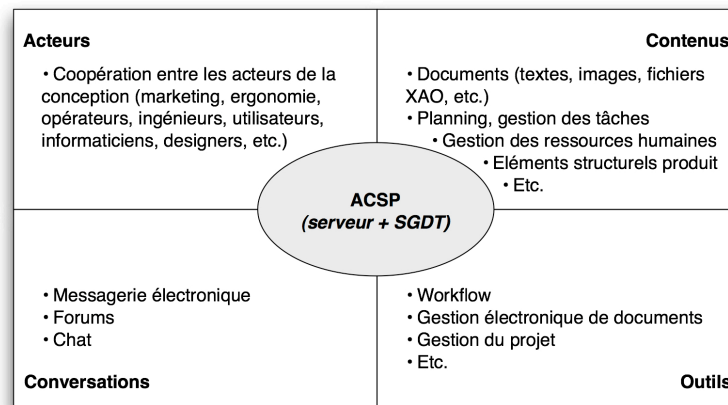 Acteurs
• Coopération entre les acteurs de la
conception (marketing, ergonomie,
opérateurs, ingénieurs, utilisateurs,
informaticiens, designers, etc.)
Contenus
• Documents (textes, images, fichiers
XAO, etc.)
• Planning, gestion des tâches
• Gestion des ressources humaines
• Eléments structurels produit
• Etc.
ACSP
(serveur + SGDT)
• Messagerie électronique
• Forums
• Chat
Conversations
• Workflow
• Gestion électronique de documents
• Gestion du projet
• Etc.
Outils